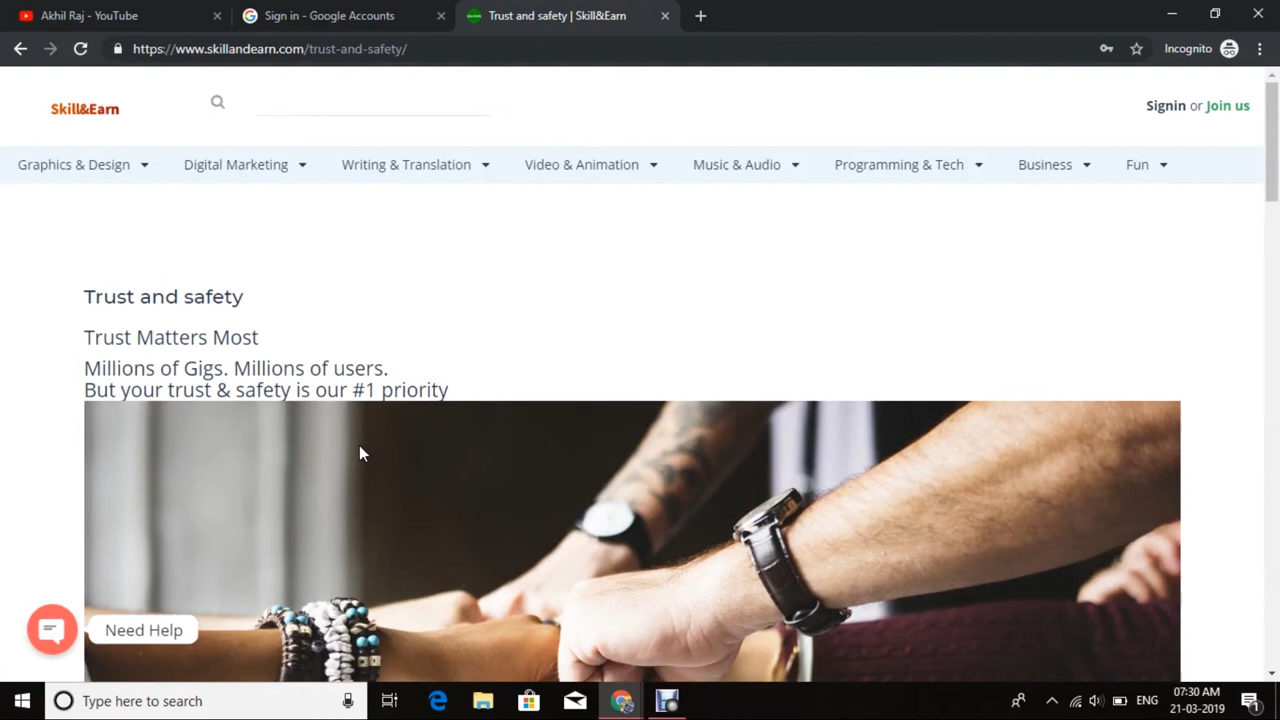 Akhil Raj - YouTube
Sign in - Google Accounts
Trust and safety | Skill&Earn
https://www.skillandearn.com/trust-and-safety/
Incognito
Skill&Earn
Signin or Join us
Graphics & Design
Digital Marketing
Writing & Translation
Video & Animation
Music & Audio
Programming & Tech
Business
Fun
Trust and safety
Trust Matters Most
Millions of Gigs. Millions of users.
But your trust & safety is our #1 priority
Need Help
Type here to search
ENG
07:30 AM
21-03-2019
1